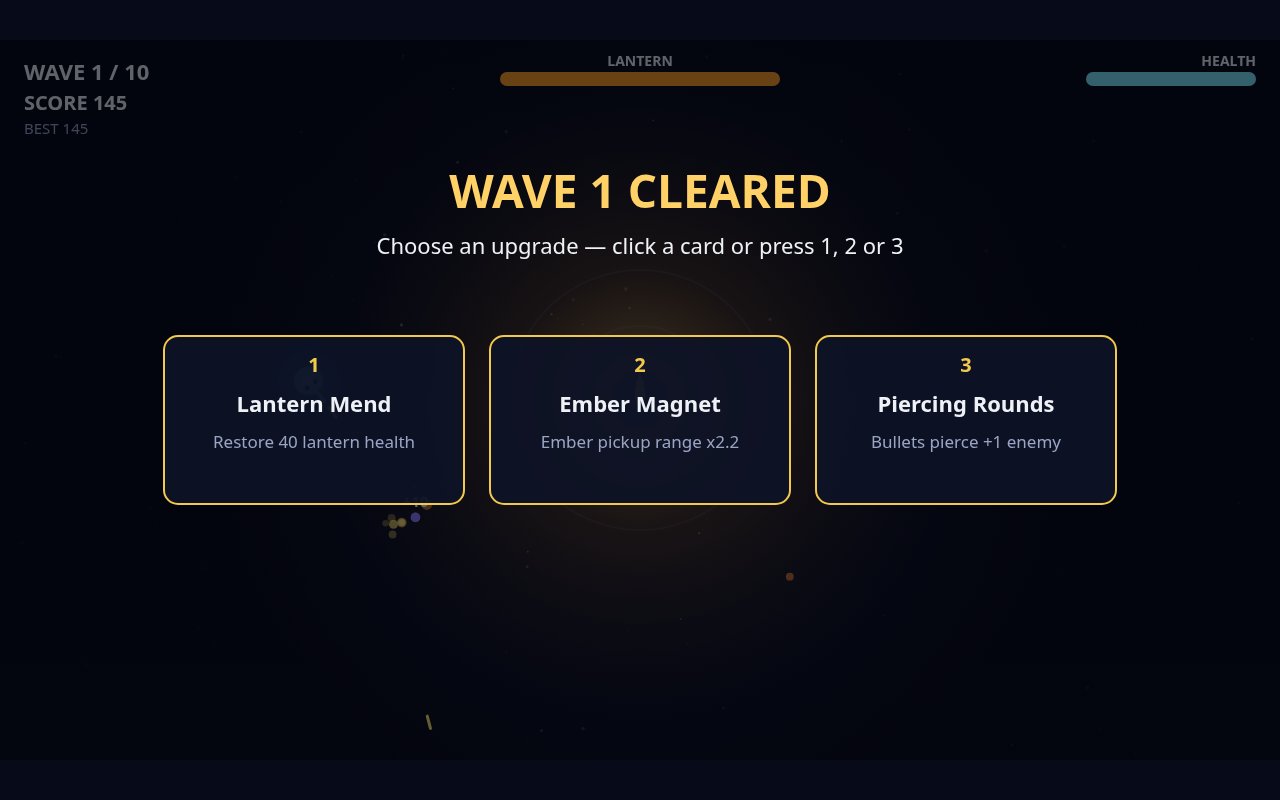 WAVE 1 / 10
SCORE 145
BEST 145
LANTERN
HEALTH
WAVE 1 CLEARED
Choose an upgrade — click a card or press 1, 2 or 3
1
Lantern Mend
Restore 40 lantern health
2
Ember Magnet
Ember pickup range x2.2
3
Piercing Rounds
Bullets pierce +1 enemy